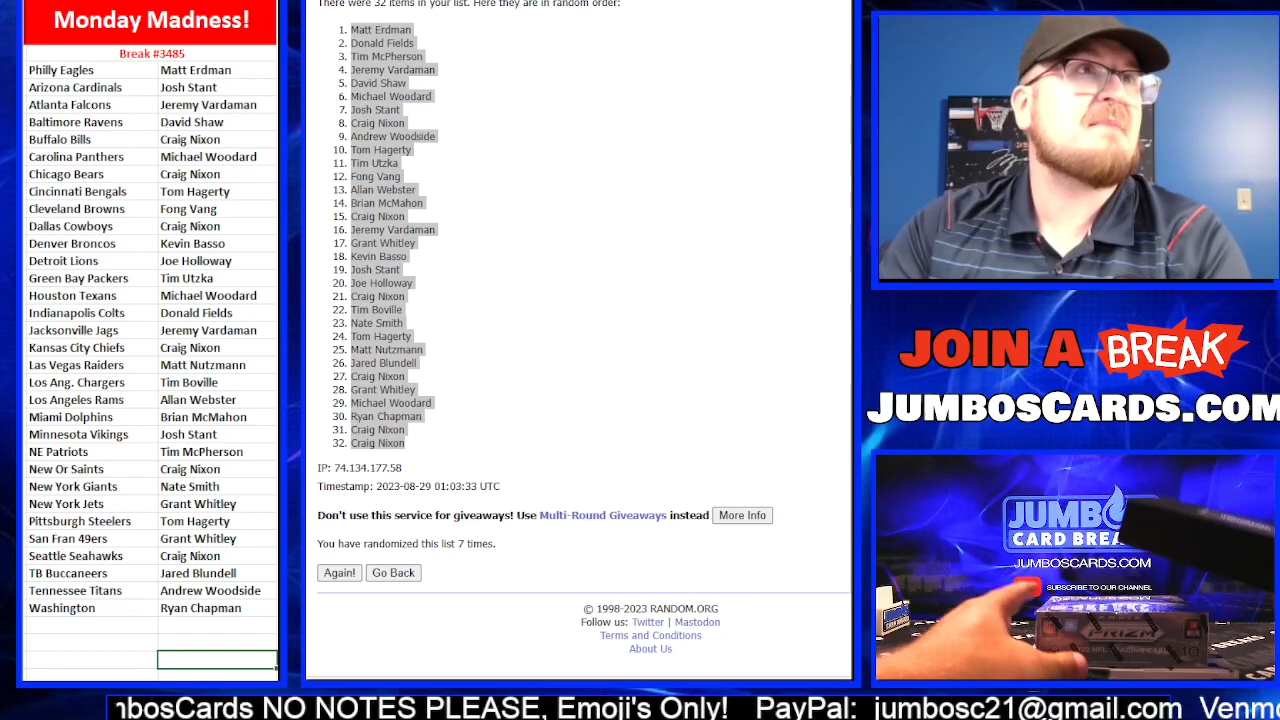 Monday Madness!
Break #3485
Philly Eagles Matt Erdman
Arizona Cardinals Josh Stant
Atlanta Falcons Jeremy Vardaman
Baltimore Ravens David Shaw
Buffalo Bills Craig Nixon
Carolina Panthers Michael Woodard
Chicago Bears Craig Nixon
Cincinnati Bengals Tom Hagerty
Cleveland Browns Fong Vang
Dallas Cowboys Craig Nixon
Denver Broncos Kevin Basso
Detroit Lions Joe Holloway
Green Bay Packers Tim Utzka
Houston Texans Michael Woodard
Indianapolis Colts Donald Fields
Jacksonville Jags Jeremy Vardaman
Kansas City Chiefs Craig Nixon
Las Vegas Raiders Matt Nutzmann
Los Ang. Chargers Tim Boville
Los Angeles Rams Allan Webster
Miami Dolphins Brian McMahon
Minnesota Vikings Josh Stant
NE Patriots Tim McPherson
New Or Saints Craig Nixon
New York Giants Nate Smith
New York Jets Grant Whitley
Pittsburgh Steelers Tom Hagerty
San Fran 49ers Grant Whitley
Seattle Seahawks Craig Nixon
TB Buccaneers Jared Blundell
Tennessee Titans Andrew Woodside
Washington Ryan Chapman
There were 32 items in your list. Here they are in random order:
1. Matt Erdman
2. Donald Fields
3. Tim McPherson
4. Jeremy Vardaman
5. David Shaw
6. Michael Woodard
7. Josh Stant
8. Craig Nixon
9. Andrew Woodside
10. Tom Hagerty
11. Tim Utzka
12. Fong Vang
13. Allan Webster
14. Brian McMahon
15. Craig Nixon
16. Jeremy Vardaman
17. Grant Whitley
18. Kevin Basso
19. Josh Stant
20. Joe Holloway
21. Craig Nixon
22. Tim Boville
23. Nate Smith
24. Tom Hagerty
25. Matt Nutzmann
26. Jared Blundell
27. Craig Nixon
28. Grant Whitley
29. Michael Woodard
30. Ryan Chapman
31. Craig Nixon
32. Craig Nixon
IP: 74.134.177.58
Timestamp: 2023-08-29 01:03:33 UTC
Don't use this service for giveaways! Use Multi-Round Giveaways instead More Info
You have randomized this list 7 times.
Again! Go Back
© 1998-2023 RANDOM.ORG
Follow us: Twitter | Mastodon
Terms and Conditions
About Us
JOIN A BREAK
JUMBOSCARDS.COM
JUMBO
CARD BREA
JUMBOSCARDS.COM
SUBSCRIBE TO OUR CHANNEL
PRIZM
10
mbosCards NO NOTES PLEASE, Emoji's Only! PayPal: jumbosc21@gmail.com Venmo